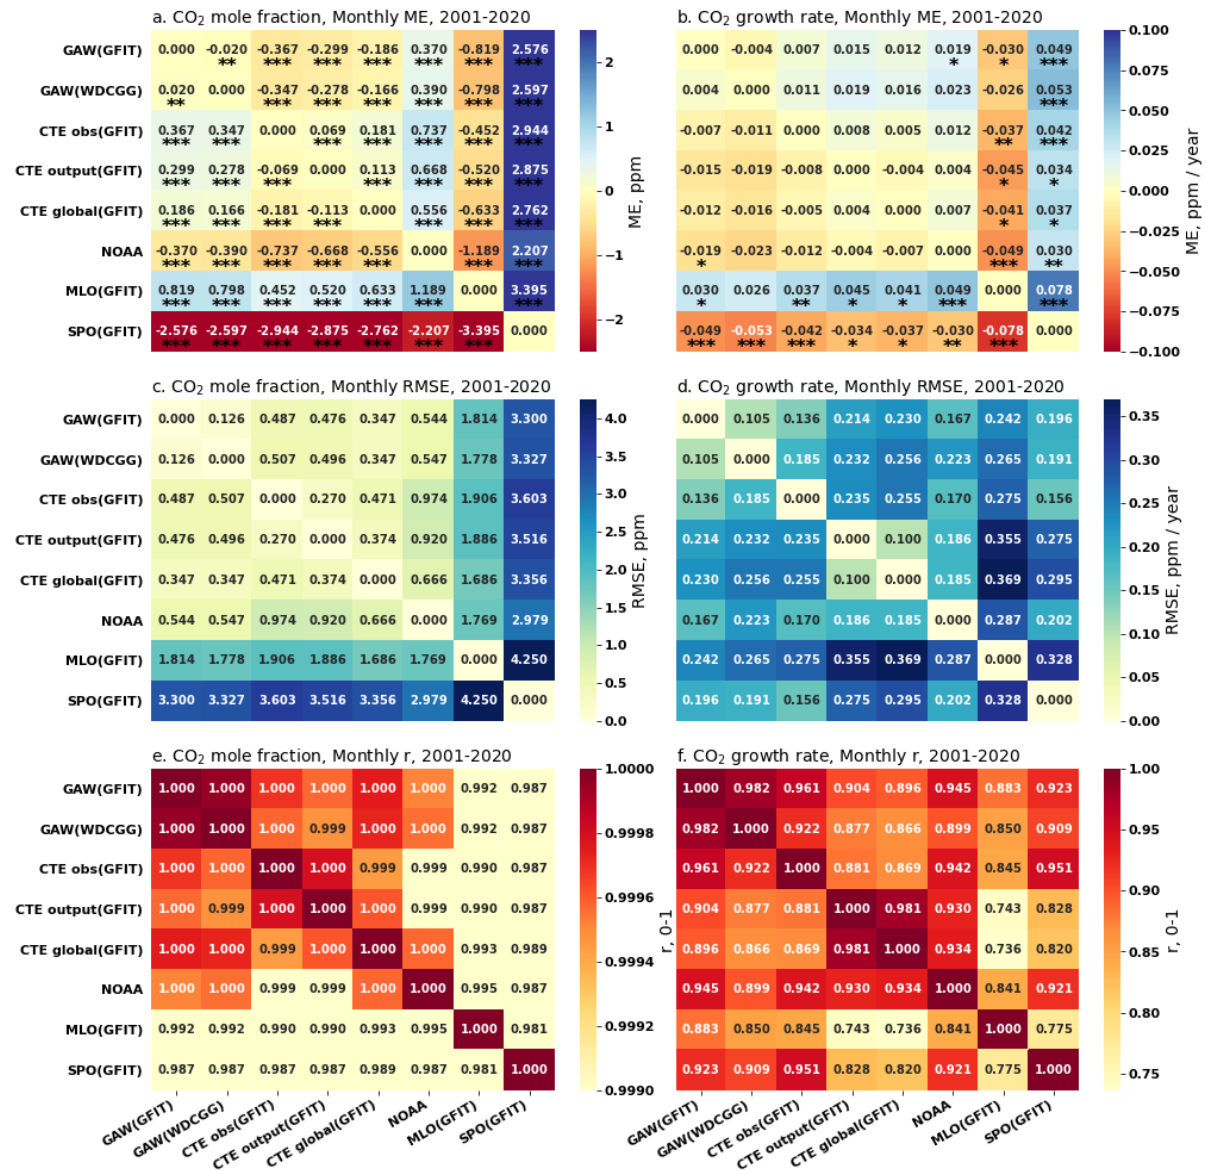 a. CO₂ mole fraction, Monthly ME, 2001-2020
GAW(GFIT) 0.000 -0.020 -0.367 -0.299 -0.186 0.370 -0.819 2.576
** *** *** *** *** *** ***
GAW(WDCGG) 0.020 0.000 -0.347 -0.278 -0.166 0.390 -0.798 2.597
** *** *** *** *** *** ***
CTE obs(GFIT) 0.367 0.347 0.000 0.069 0.181 0.737 -0.452 2.944
*** *** *** *** *** *** ***
CTE output(GFIT) 0.299 0.278 -0.069 0.000 0.113 0.668 -0.520 2.875
*** *** *** *** *** *** ***
CTE global(GFIT) 0.186 0.166 -0.181 -0.113 0.000 0.556 -0.633 2.762
*** *** *** *** *** *** ***
NOAA -0.370 -0.390 -0.737 -0.668 -0.556 0.000 -1.189 2.207
*** *** *** *** *** *** ***
MLO(GFIT) 0.819 0.798 0.452 0.520 0.633 1.189 0.000 3.395
*** *** *** *** *** *** ***
SPO(GFIT) -2.576 -2.597 -2.944 -2.875 -2.762 -2.207 -3.395 0.000
*** *** *** *** *** *** ***
2
1
0
−1
−2
ME, ppm
b. CO₂ growth rate, Monthly ME, 2001-2020
0.000 -0.004 0.007 0.015 0.012 0.019 -0.030 0.049
* * ***
0.004 0.000 0.011 0.019 0.016 0.023 -0.026 0.053
***
-0.007 -0.011 0.000 0.008 0.005 0.012 -0.037 0.042
** ***
-0.015 -0.019 -0.008 0.000 -0.004 0.004 -0.045 0.034
* *
-0.012 -0.016 -0.005 0.004 0.000 0.007 -0.041 0.037
* *
-0.019 -0.023 -0.012 -0.004 -0.007 0.000 -0.049 0.030
* *** **
0.030 0.026 0.037 0.045 0.041 0.049 0.000 0.078
* ** * * *** ***
-0.049 -0.053 -0.042 -0.034 -0.037 -0.030 -0.078 0.000
*** *** *** * * ** ***
0.100
0.075
0.050
0.025
0.000
−0.025
−0.050
−0.075
−0.100
ME, ppm / year
c. CO₂ mole fraction, Monthly RMSE, 2001-2020
GAW(GFIT) 0.000 0.126 0.487 0.476 0.347 0.544 1.814 3.300
GAW(WDCGG) 0.126 0.000 0.507 0.496 0.347 0.547 1.778 3.327
CTE obs(GFIT) 0.487 0.507 0.000 0.270 0.471 0.974 1.906 3.603
CTE output(GFIT) 0.476 0.496 0.270 0.000 0.374 0.920 1.886 3.516
CTE global(GFIT) 0.347 0.347 0.471 0.374 0.000 0.666 1.686 3.356
NOAA 0.544 0.547 0.974 0.920 0.666 0.000 1.769 2.979
MLO(GFIT) 1.814 1.778 1.906 1.886 1.686 1.769 0.000 4.250
SPO(GFIT) 3.300 3.327 3.603 3.516 3.356 2.979 4.250 0.000
4.0
3.5
3.0
2.5
2.0
1.5
1.0
0.5
0.0
RMSE, ppm
d. CO₂ growth rate, Monthly RMSE, 2001-2020
0.000 0.105 0.136 0.214 0.230 0.167 0.242 0.196
0.105 0.000 0.185 0.232 0.256 0.223 0.265 0.191
0.136 0.185 0.000 0.235 0.255 0.170 0.275 0.156
0.214 0.232 0.235 0.000 0.100 0.186 0.355 0.275
0.230 0.256 0.255 0.100 0.000 0.185 0.369 0.295
0.167 0.223 0.170 0.186 0.185 0.000 0.287 0.202
0.242 0.265 0.275 0.355 0.369 0.287 0.000 0.328
0.196 0.191 0.156 0.275 0.295 0.202 0.328 0.000
0.35
0.30
0.25
0.20
0.15
0.10
0.05
0.00
RMSE, ppm / year
e. CO₂ mole fraction, Monthly r, 2001-2020
GAW(GFIT) 1.000 1.000 1.000 1.000 1.000 1.000 0.992 0.987
GAW(WDCGG) 1.000 1.000 1.000 0.999 1.000 1.000 0.992 0.987
CTE obs(GFIT) 1.000 1.000 1.000 1.000 0.999 0.999 0.990 0.987
CTE output(GFIT) 1.000 0.999 1.000 1.000 1.000 0.999 0.990 0.987
CTE global(GFIT) 1.000 1.000 0.999 1.000 1.000 1.000 0.993 0.989
NOAA 1.000 1.000 0.999 0.999 1.000 1.000 0.995 0.987
MLO(GFIT) 0.992 0.992 0.990 0.990 0.993 0.995 1.000 0.981
SPO(GFIT) 0.987 0.987 0.987 0.987 0.989 0.987 0.981 1.000
GAW(GFIT)
GAW(WDCGG)
CTE obs(GFIT)
CTE output(GFIT)
CTE global(GFIT)
NOAA
MLO(GFIT)
SPO(GFIT)
1.0000
0.9998
0.9996
0.9994
0.9992
0.9990
r, 0-1
f. CO₂ growth rate, Monthly r, 2001-2020
1.000 0.982 0.961 0.904 0.896 0.945 0.883 0.923
0.982 1.000 0.922 0.877 0.866 0.899 0.850 0.909
0.961 0.922 1.000 0.881 0.869 0.942 0.845 0.951
0.904 0.877 0.881 1.000 0.981 0.930 0.743 0.828
0.896 0.866 0.869 0.981 1.000 0.934 0.736 0.820
0.945 0.899 0.942 0.930 0.934 1.000 0.841 0.921
0.883 0.850 0.845 0.743 0.736 0.841 1.000 0.775
0.923 0.909 0.951 0.828 0.820 0.921 0.775 1.000
GAW(GFIT)
GAW(WDCGG)
CTE obs(GFIT)
CTE output(GFIT)
CTE global(GFIT)
NOAA
MLO(GFIT)
SPO(GFIT)
1.00
0.95
0.90
0.85
0.80
0.75
r, 0-1